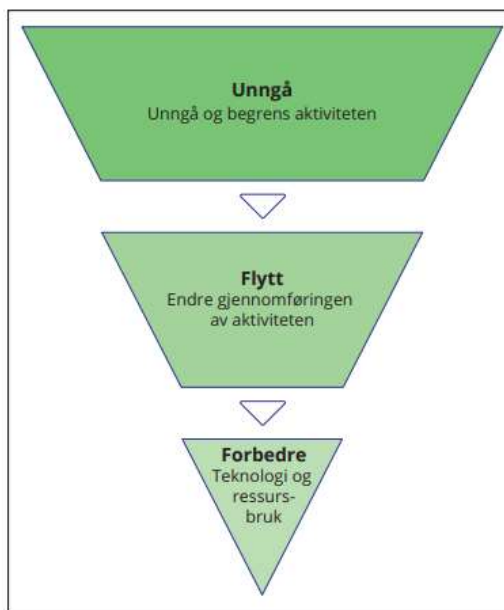 Unngå
Unngå og begrens aktiviteten
Flytt
Endre gjennomføringen
av aktiviteten
Forbedre
Teknologi og
ressurs-
bruk